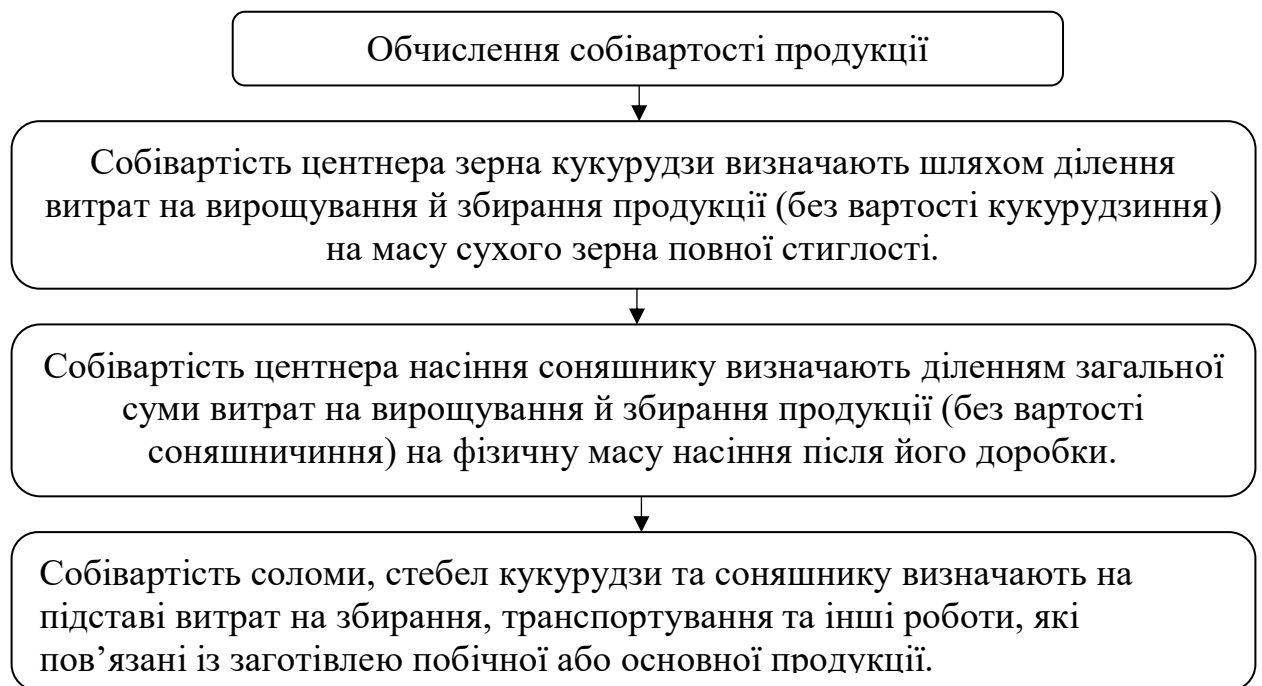 Обчислення собівартості продукції
Собівартість центнера зерна кукурудзи визначають шляхом ділення
витрат на вирощування й збирання продукції (без вартості кукурудзиння)
на масу сухого зерна повної стиглості.
Собівартість центнера насіння соняшнику визначають діленням загальної
суми витрат на вирощування й збирання продукції (без вартості
соняшничиння) на фізичну масу насіння після його доробки.
Собівартість соломи, стебел кукурудзи та соняшнику визначають на
підставі витрат на збирання, транспортування та інші роботи, які
пов’язані із заготівлею побічної або основної продукції.